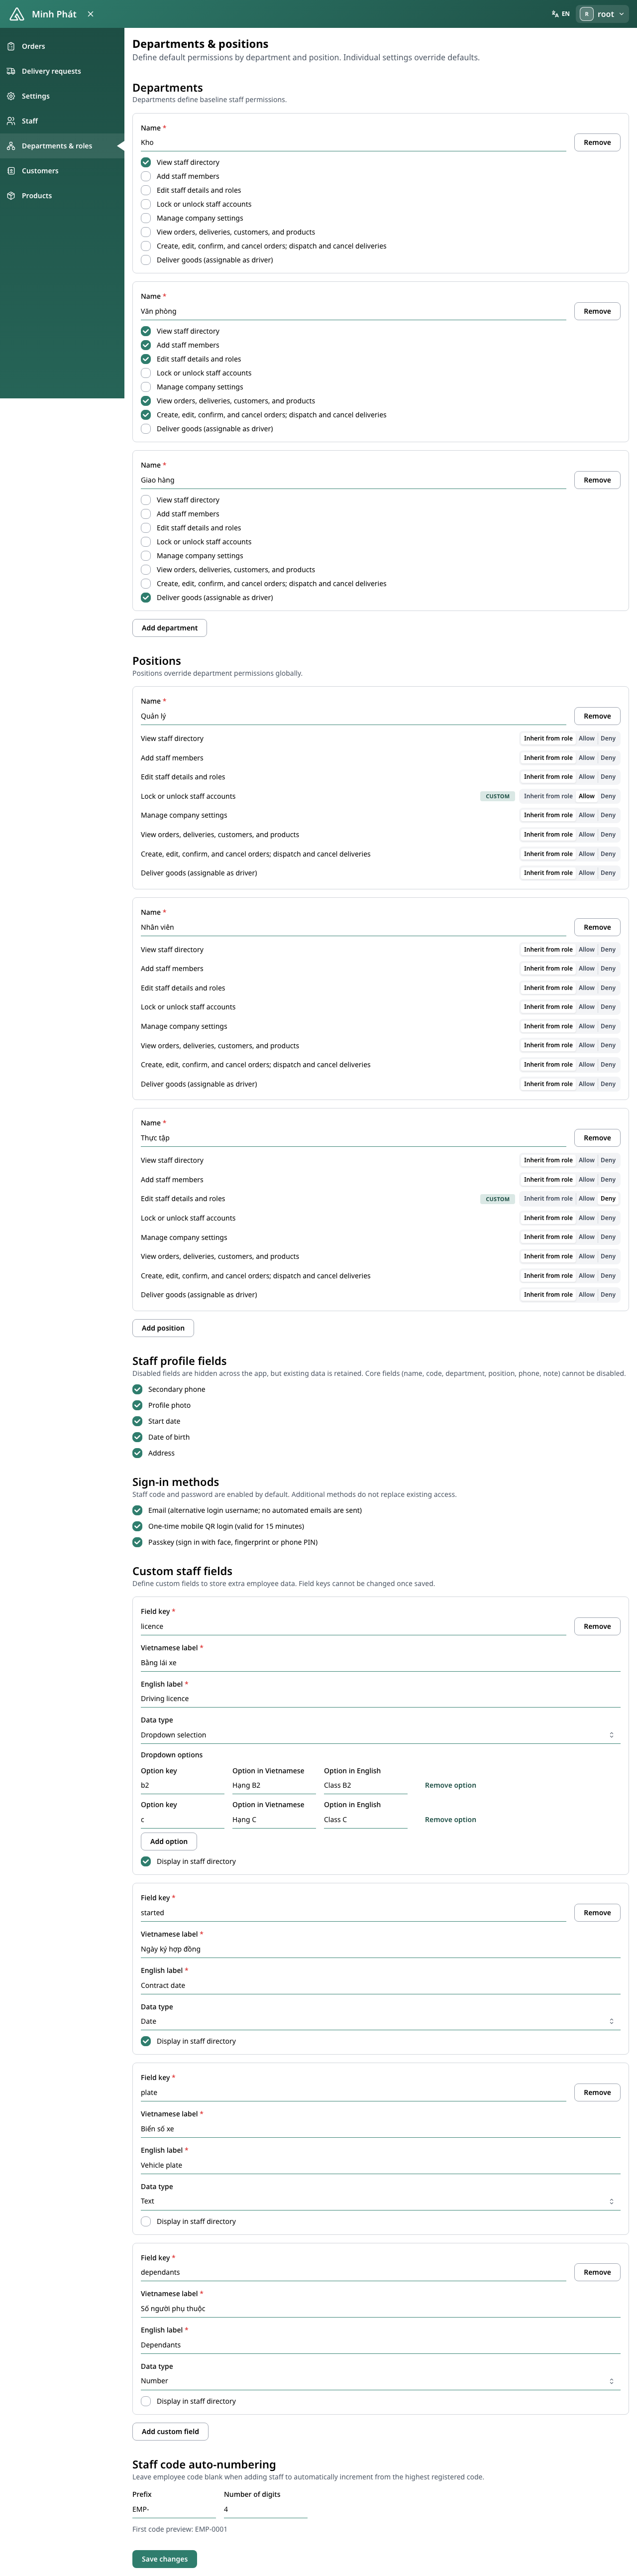 Minh Phát
EN
R
root
Orders
Delivery requests
Settings
Staff
Departments & roles
Customers
Products
Departments & positions
Define default permissions by department and position. Individual settings override defaults.
Departments
Departments define baseline staff permissions.
Name *
Kho
Remove
View staff directory
Add staff members
Edit staff details and roles
Lock or unlock staff accounts
Manage company settings
View orders, deliveries, customers, and products
Create, edit, confirm, and cancel orders; dispatch and cancel deliveries
Deliver goods (assignable as driver)
Name *
Văn phòng
Remove
View staff directory
Add staff members
Edit staff details and roles
Lock or unlock staff accounts
Manage company settings
View orders, deliveries, customers, and products
Create, edit, confirm, and cancel orders; dispatch and cancel deliveries
Deliver goods (assignable as driver)
Name *
Giao hàng
Remove
View staff directory
Add staff members
Edit staff details and roles
Lock or unlock staff accounts
Manage company settings
View orders, deliveries, customers, and products
Create, edit, confirm, and cancel orders; dispatch and cancel deliveries
Deliver goods (assignable as driver)
Add department
Positions
Positions override department permissions globally.
Name *
Quản lý
Remove
View staff directory Inherit from role Allow Deny
Add staff members Inherit from role Allow Deny
Edit staff details and roles Inherit from role Allow Deny
Lock or unlock staff accounts CUSTOM Inherit from role Allow Deny
Manage company settings Inherit from role Allow Deny
View orders, deliveries, customers, and products Inherit from role Allow Deny
Create, edit, confirm, and cancel orders; dispatch and cancel deliveries Inherit from role Allow Deny
Deliver goods (assignable as driver) Inherit from role Allow Deny
Name *
Nhân viên
Remove
View staff directory Inherit from role Allow Deny
Add staff members Inherit from role Allow Deny
Edit staff details and roles Inherit from role Allow Deny
Lock or unlock staff accounts Inherit from role Allow Deny
Manage company settings Inherit from role Allow Deny
View orders, deliveries, customers, and products Inherit from role Allow Deny
Create, edit, confirm, and cancel orders; dispatch and cancel deliveries Inherit from role Allow Deny
Deliver goods (assignable as driver) Inherit from role Allow Deny
Name *
Thực tập
Remove
View staff directory Inherit from role Allow Deny
Add staff members Inherit from role Allow Deny
Edit staff details and roles CUSTOM Inherit from role Allow Deny
Lock or unlock staff accounts Inherit from role Allow Deny
Manage company settings Inherit from role Allow Deny
View orders, deliveries, customers, and products Inherit from role Allow Deny
Create, edit, confirm, and cancel orders; dispatch and cancel deliveries Inherit from role Allow Deny
Deliver goods (assignable as driver) Inherit from role Allow Deny
Add position
Staff profile fields
Disabled fields are hidden across the app, but existing data is retained. Core fields (name, code, department, position, phone, note) cannot be disabled.
Secondary phone
Profile photo
Start date
Date of birth
Address
Sign-in methods
Staff code and password are enabled by default. Additional methods do not replace existing access.
Email (alternative login username; no automated emails are sent)
One-time mobile QR login (valid for 15 minutes)
Passkey (sign in with face, fingerprint or phone PIN)
Custom staff fields
Define custom fields to store extra employee data. Field keys cannot be changed once saved.
Field key *
licence
Remove
Vietnamese label *
Bằng lái xe
English label *
Driving licence
Data type
Dropdown selection
Dropdown options
Option key Option in Vietnamese Option in English
b2 Hạng B2 Class B2 Remove option
Option key Option in Vietnamese Option in English
c Hạng C Class C Remove option
Add option
Display in staff directory
Field key *
started
Remove
Vietnamese label *
Ngày ký hợp đồng
English label *
Contract date
Data type
Date
Display in staff directory
Field key *
plate
Remove
Vietnamese label *
Biển số xe
English label *
Vehicle plate
Data type
Text
Display in staff directory
Field key *
dependants
Remove
Vietnamese label *
Số người phụ thuộc
English label *
Dependants
Data type
Number
Display in staff directory
Add custom field
Staff code auto-numbering
Leave employee code blank when adding staff to automatically increment from the highest registered code.
Prefix Number of digits
EMP- 4
First code preview: EMP-0001
Save changes